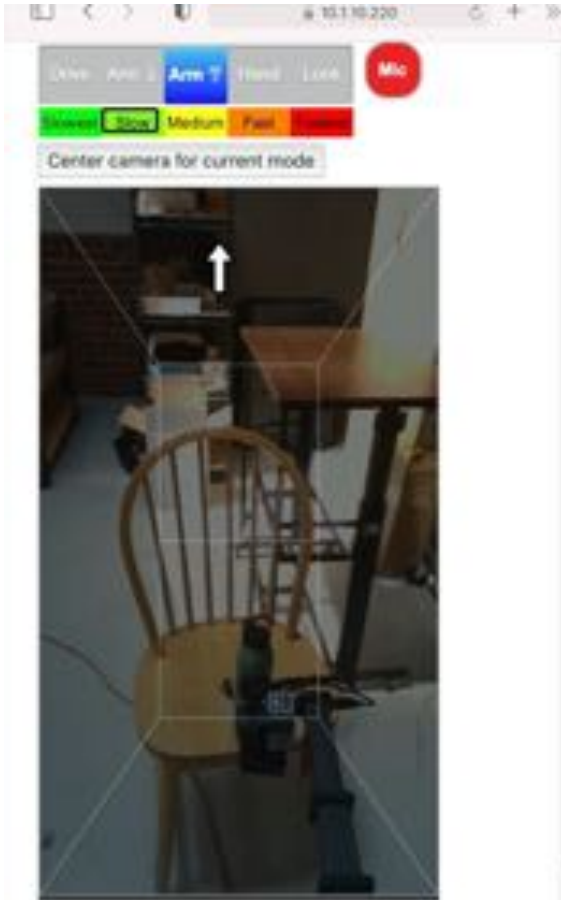 10.1.10.220
Drive Arm ↓ Arm ↑ Hand Look Mic
Slowest Slow Medium Fast
Center camera for current mode